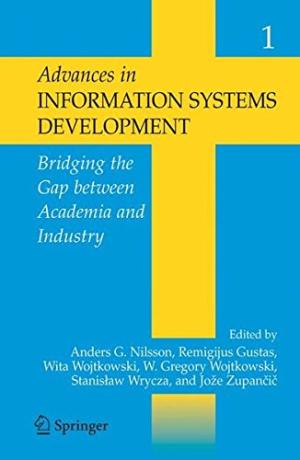 1
Advances in
INFORMATION SYSTEMS
DEVELOPMENT
Bridging the
Gap between
Academia and
Industry
Edited by
Anders G. Nilsson, Remigijus Gustas,
Wita Wojtkowski, W. Gregory Wojtkowski,
Stanisław Wrycza, and Jože Zupančič
Springer